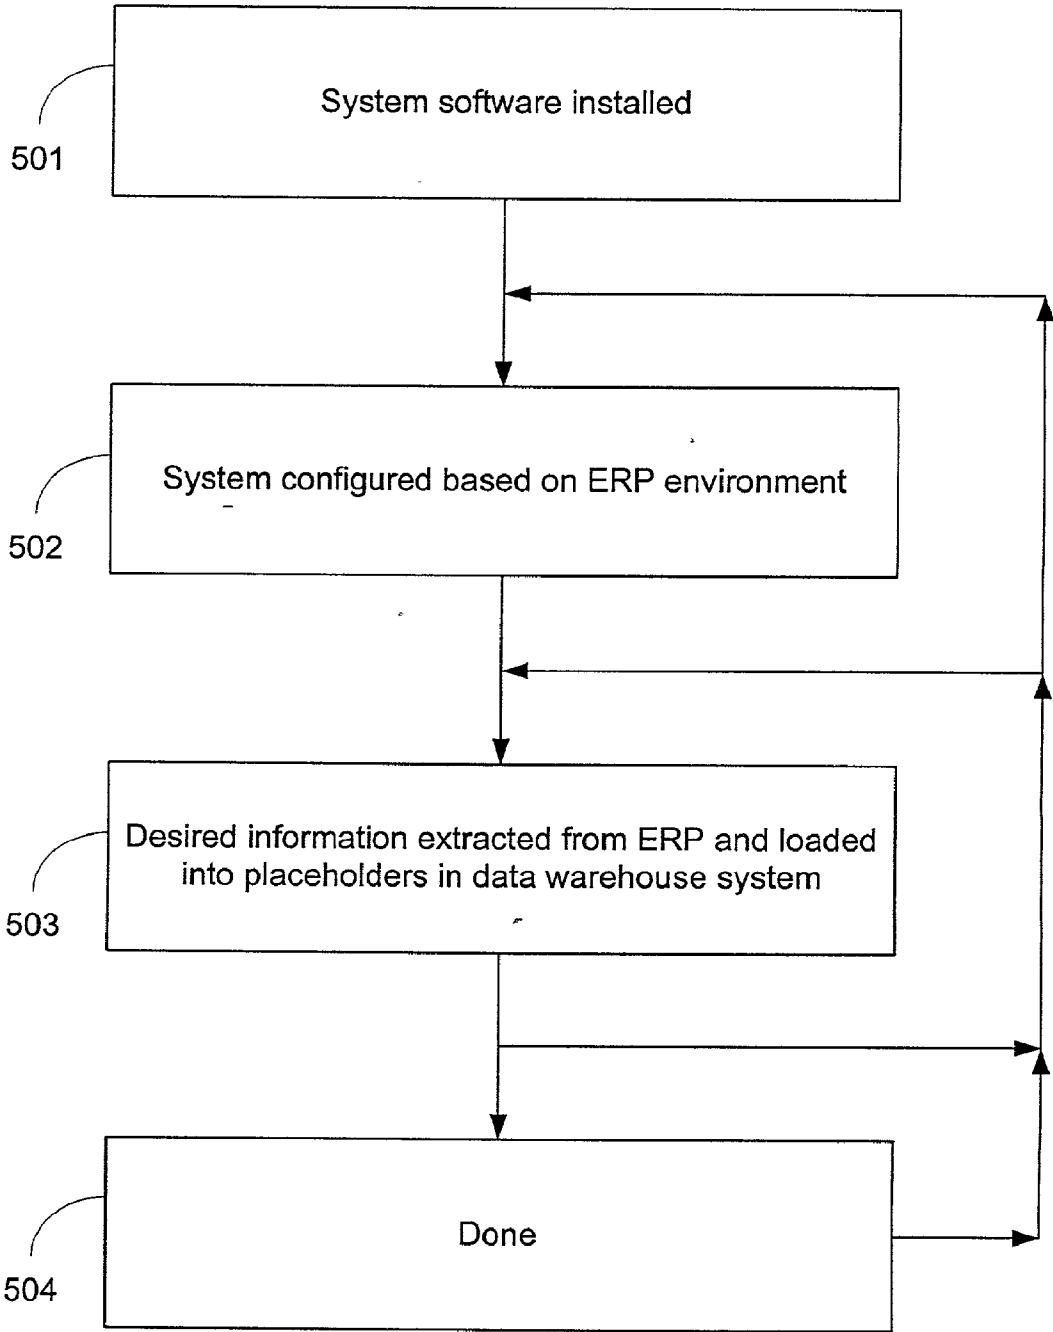 System software installed
501
System configured based on ERP environment
502
Desired information extracted from ERP and loaded
into placeholders in data warehouse system
503
Done
504